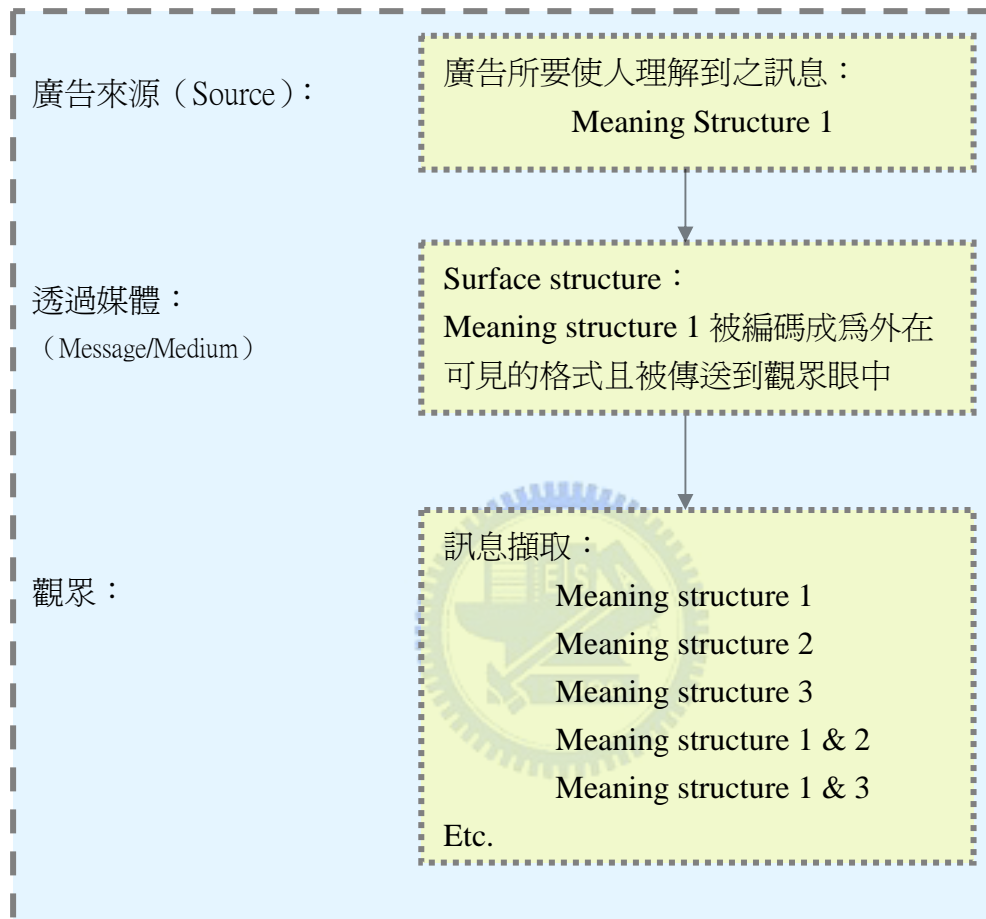 廣告來源（Source）：
廣告所要使人理解到之訊息：
Meaning Structure 1
透過媒體：
（Message/Medium）
Surface structure：
Meaning structure 1 被編碼成爲外在
可見的格式且被傳送到觀眾眼中
觀眾：
訊息擷取：
Meaning structure 1
Meaning structure 2
Meaning structure 3
Meaning structure 1 & 2
Meaning structure 1 & 3
Etc.